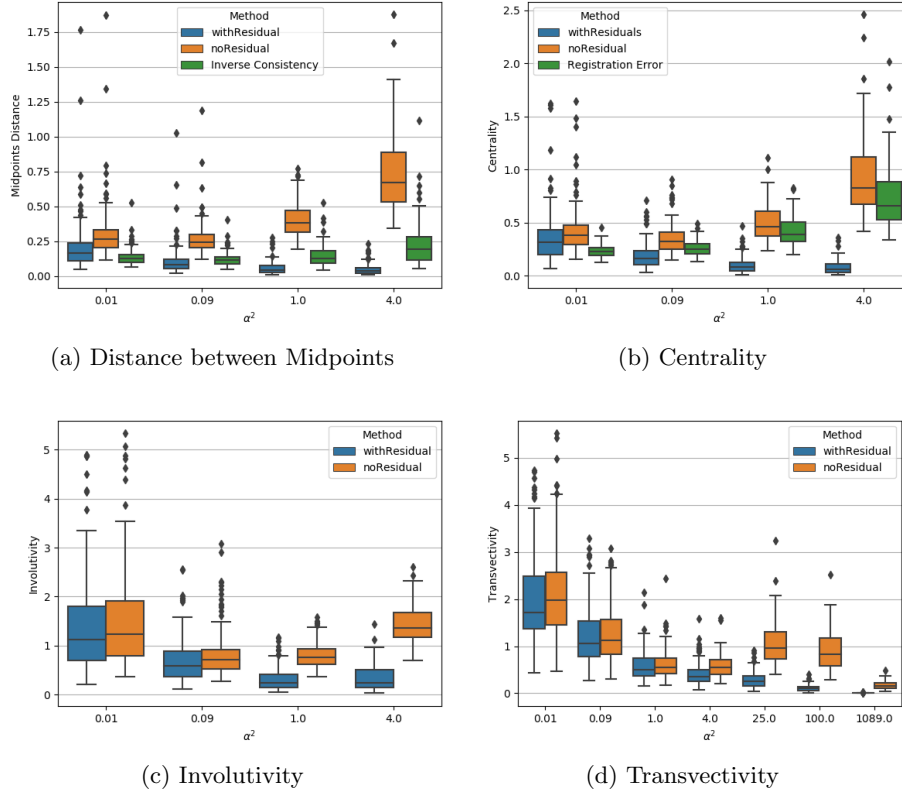 Method
withResidual
noResidual
Inverse Consistency
1.75
1.50
1.25
1.00
0.75
0.50
0.25
0.00
Midpoints Distance
0.01 0.09 1.0 4.0
α²
(a) Distance between Midpoints
Method
withResiduals
noResidual
Registration Error
2.5
2.0
1.5
1.0
0.5
0.0
Centrality
0.01 0.09 1.0 4.0
α²
(b) Centrality
Method
withResidual
noResidual
5
4
3
2
1
0
Involutivity
0.01 0.09 1.0 4.0
α²
(c) Involutivity
Method
withResidual
noResidual
5
4
3
2
1
0
Transvectivity
0.01 0.09 1.0 4.0 25.0 100.0 1089.0
α²
(d) Transvectivity